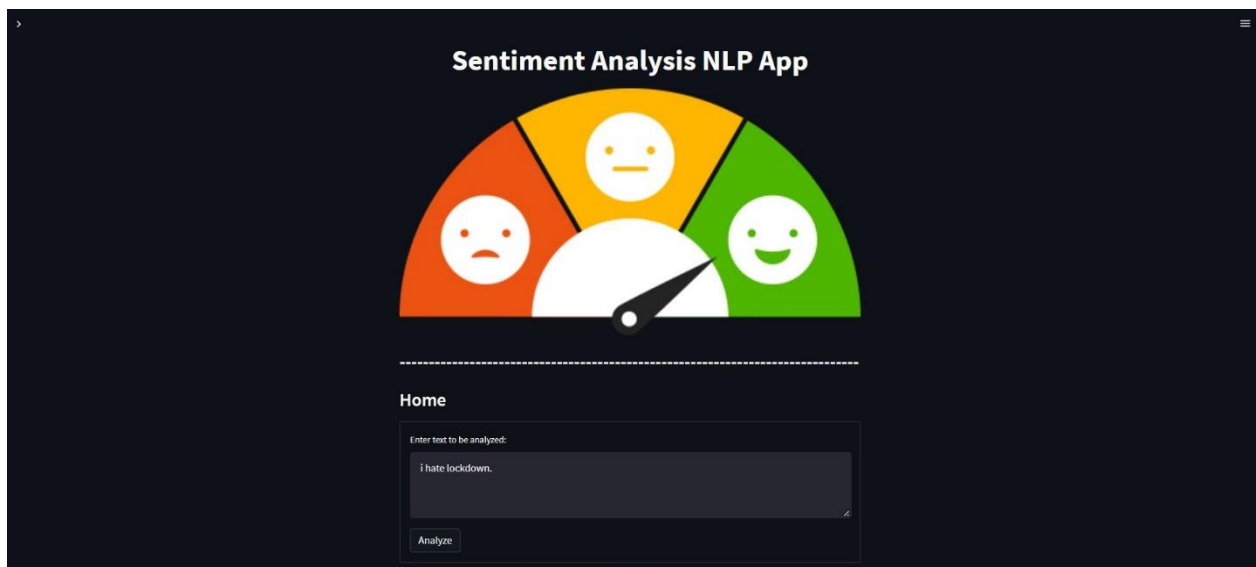 Sentiment Analysis NLP App
--------------------------------------------------------------------------------
Home
Enter text to be analyzed:
i hate lockdown.
Analyze